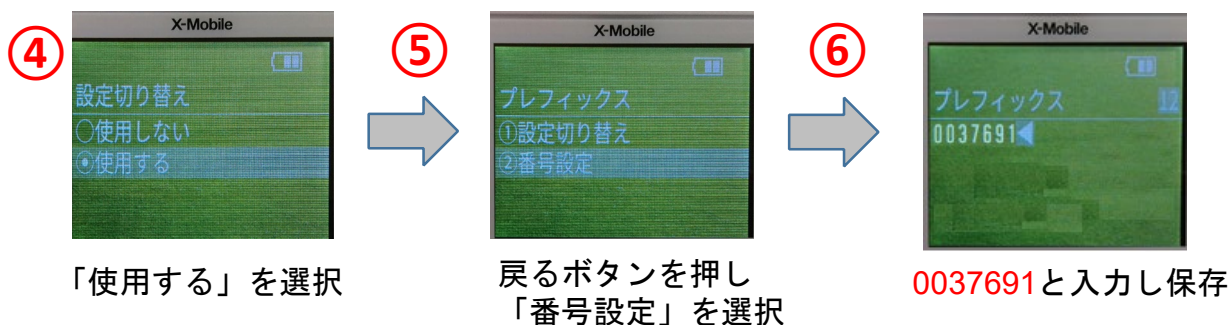 ④
X-Mobile
設定切り替え
○使用しない
◉使用する
「使用する」を選択
⑤
X-Mobile
プレフィックス
①設定切り替え
②番号設定
戻るボタンを押し
「番号設定」を選択
⑥
X-Mobile
プレフィックス 12
0037691
0037691と入力し保存